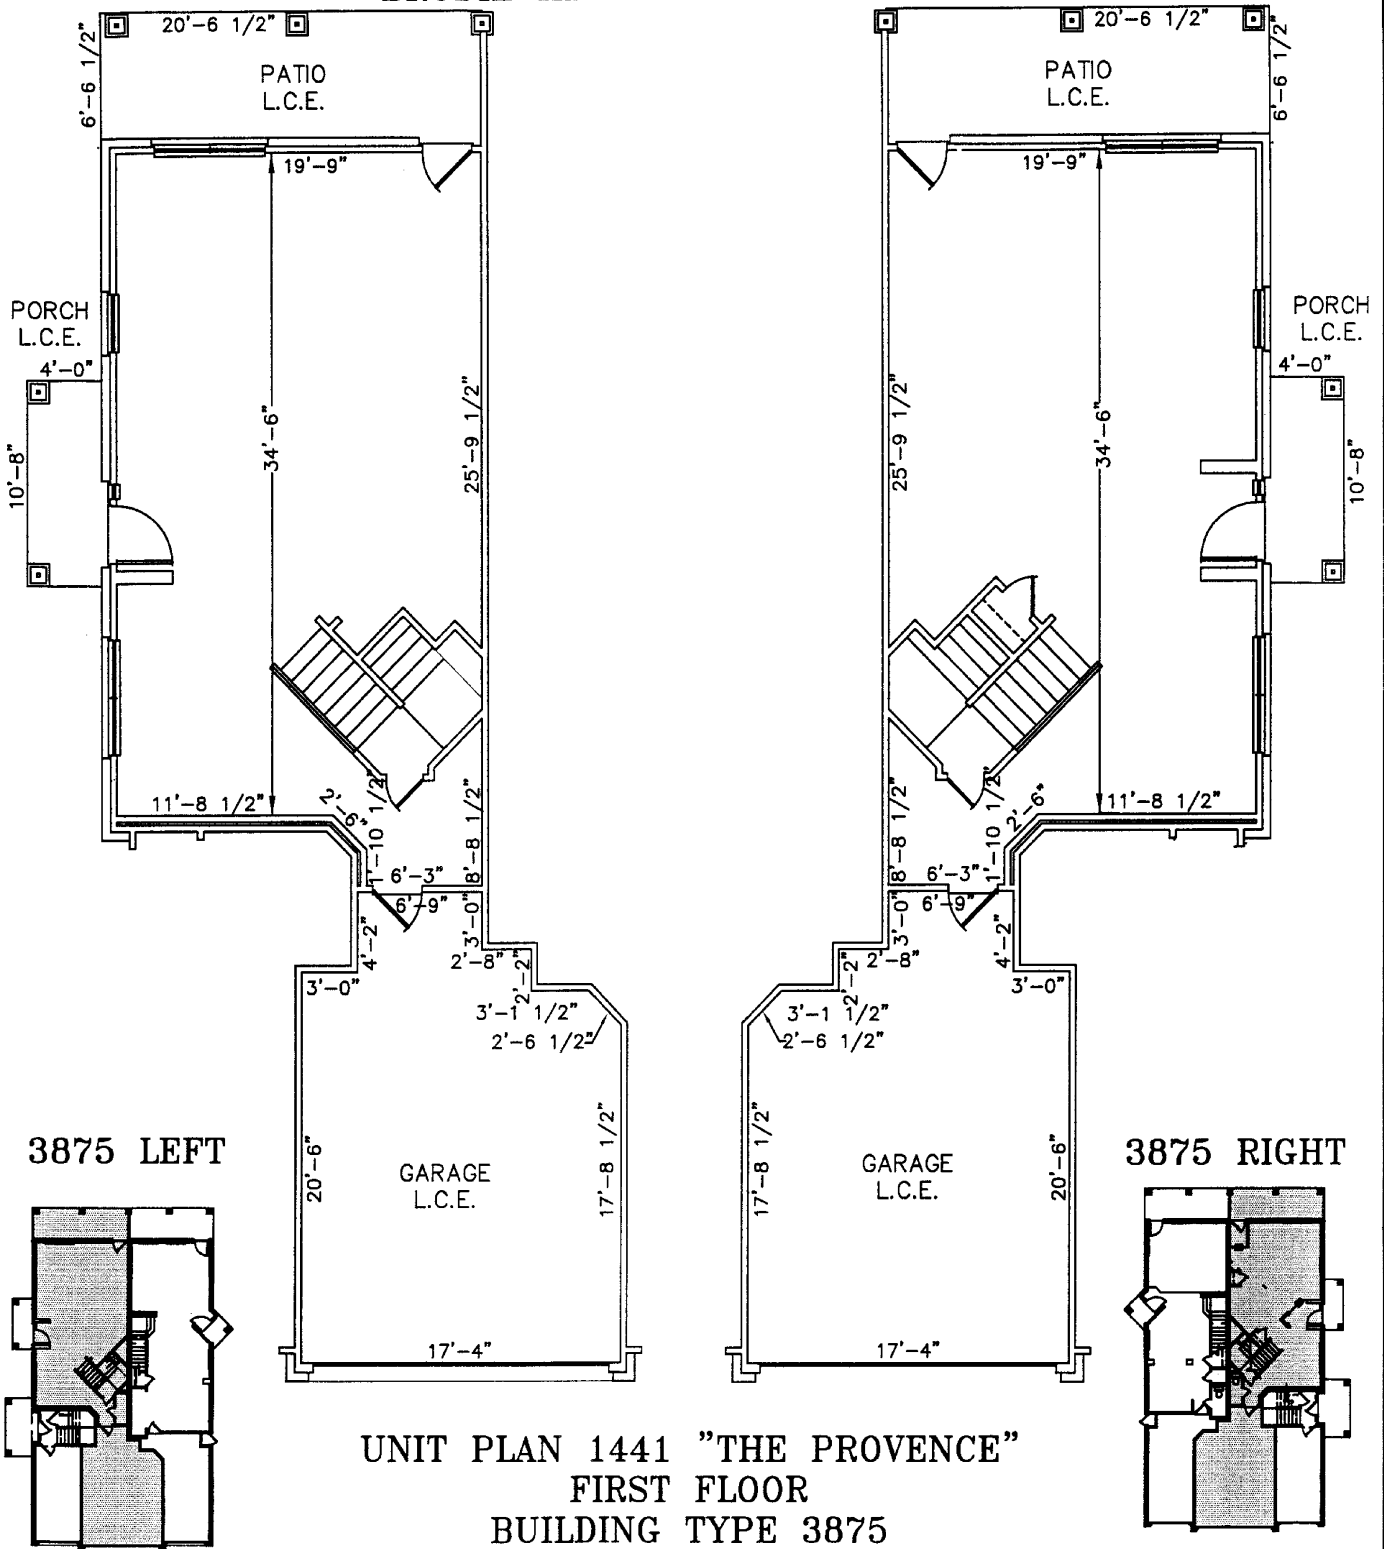 20'-6 1/2"
6'-6 1/2"
PATIO
L.C.E.
19'-9"
PORCH
L.C.E.
4'-0"
10'-8"
34'-6"
25'-9 1/2"
11'-8 1/2"
2'-6"
1'-10 1/2"
8'-8 1/2"
6'-3"
6'-9"
3'-0"
4'-2"
2'-8"
2'-2"
3'-0"
3'-1 1/2"
2'-6 1/2"
20'-6"
17'-8 1/2"
GARAGE
L.C.E.
17'-4"
20'-6 1/2"
6'-6 1/2"
PATIO
L.C.E.
19'-9"
PORCH
L.C.E.
4'-0"
10'-8"
34'-6"
25'-9 1/2"
11'-8 1/2"
2'-6"
1'-10 1/2"
8'-8 1/2"
6'-3"
6'-9"
3'-0"
4'-2"
2'-8"
2'-2"
3'-0"
3'-1 1/2"
2'-6 1/2"
17'-8 1/2"
20'-6"
GARAGE
L.C.E.
17'-4"
3875 LEFT
3875 RIGHT
UNIT PLAN 1441 "THE PROVENCE"
FIRST FLOOR
BUILDING TYPE 3875